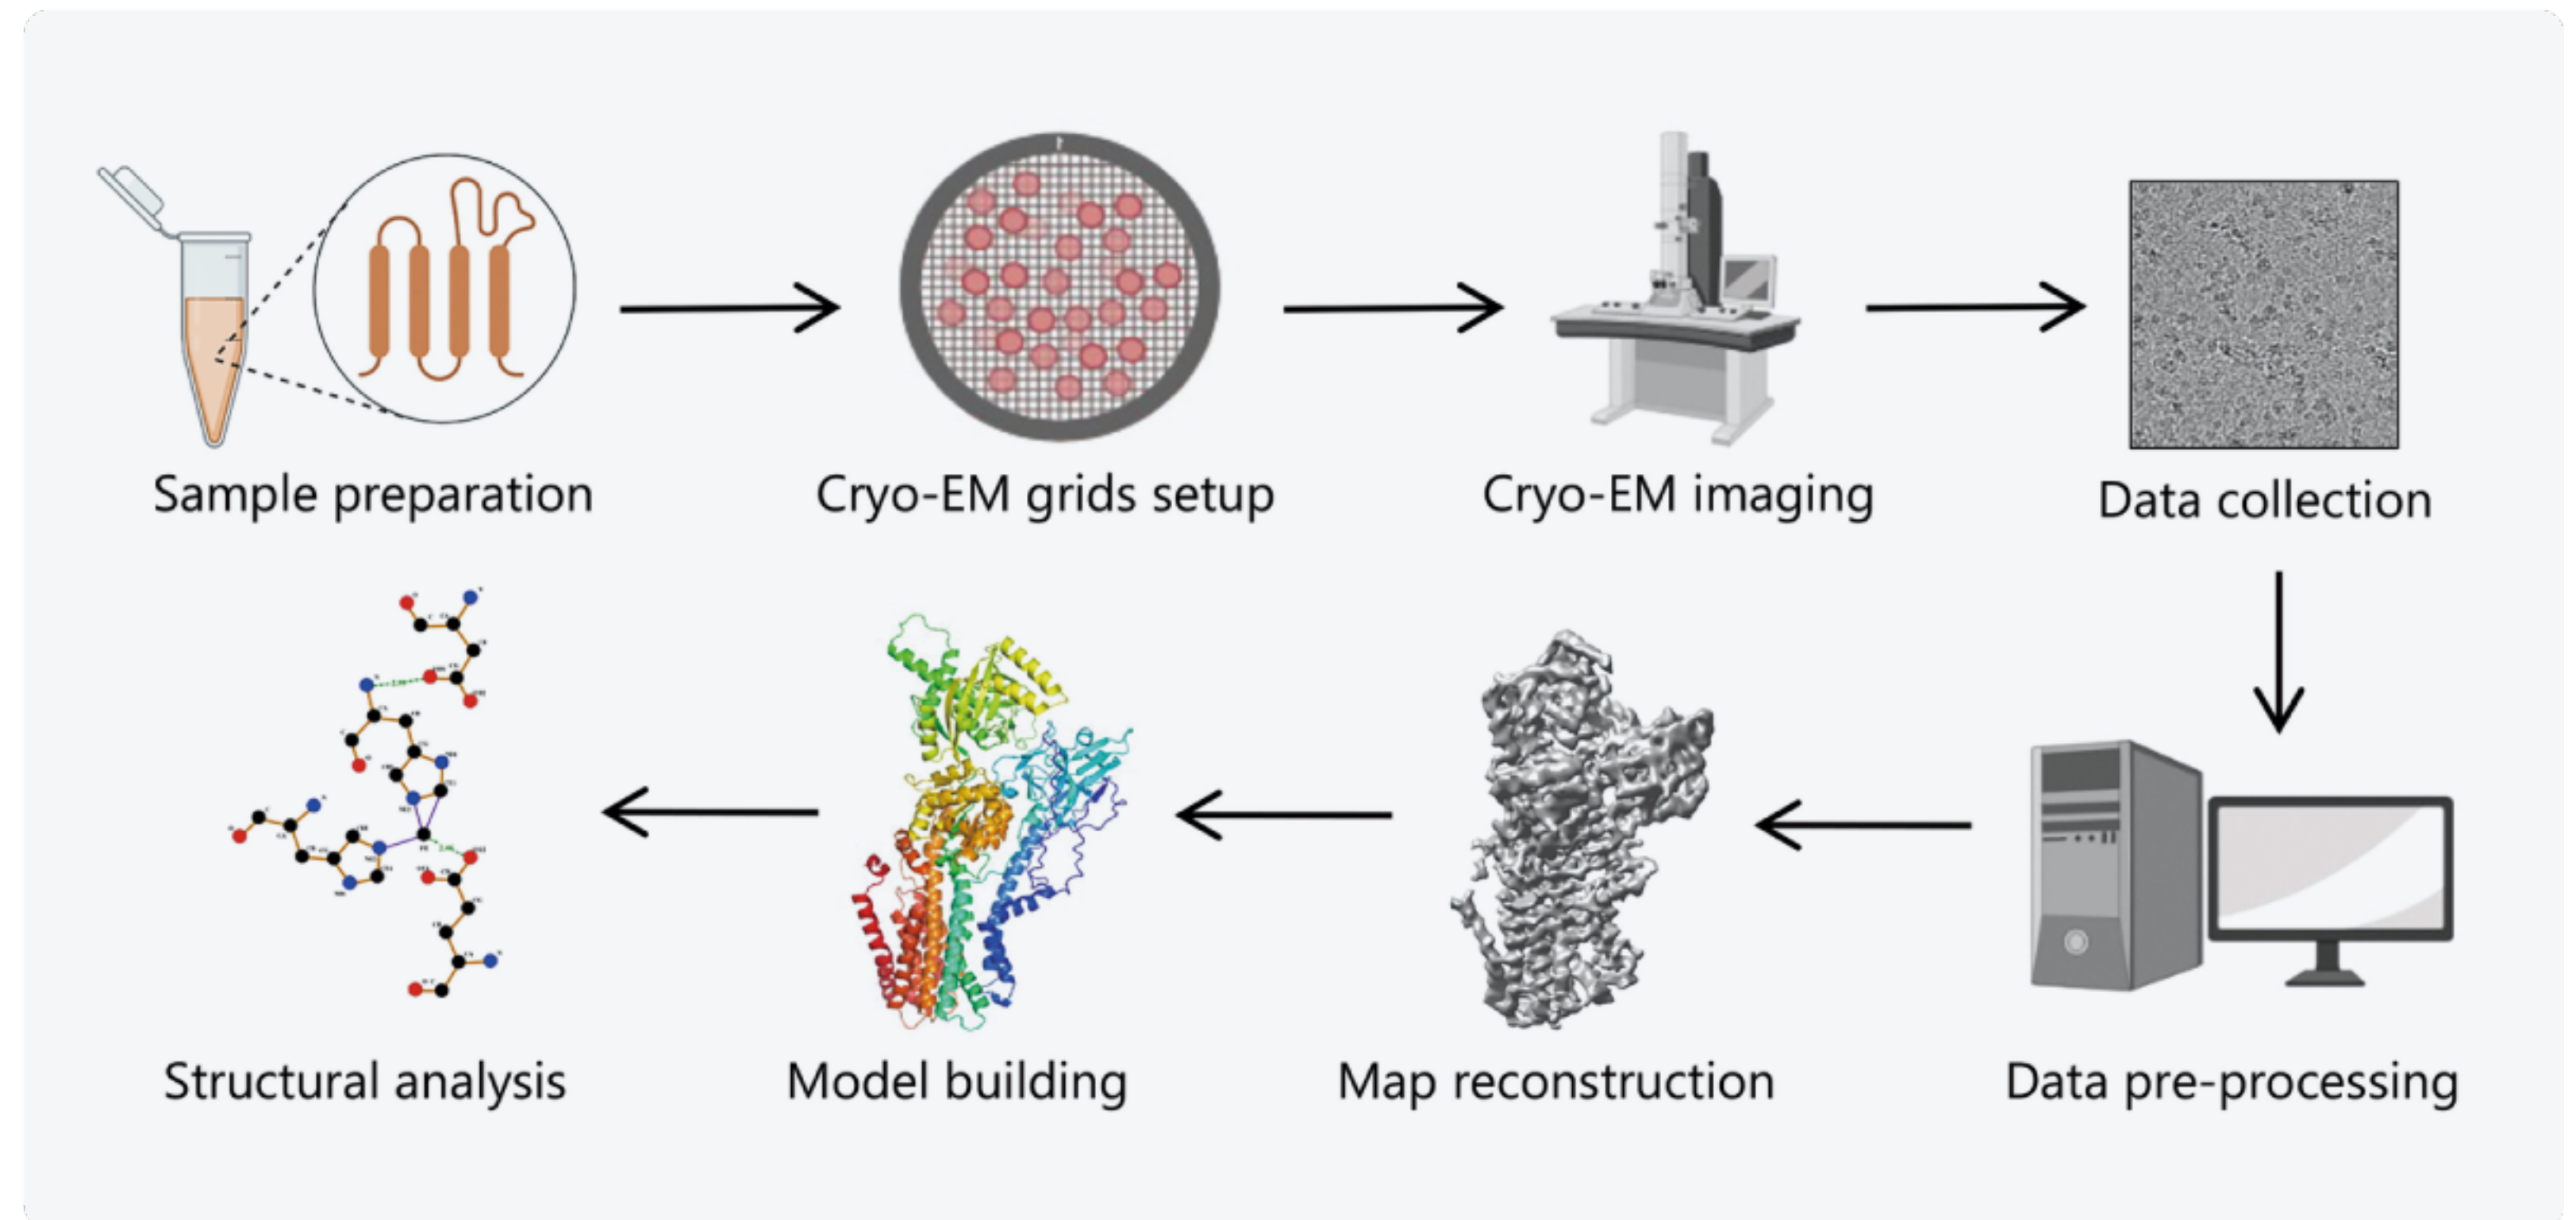 Sample preparation
Cryo-EM grids setup
Cryo-EM imaging
Data collection
Structural analysis
Model building
Map reconstruction
Data pre-processing